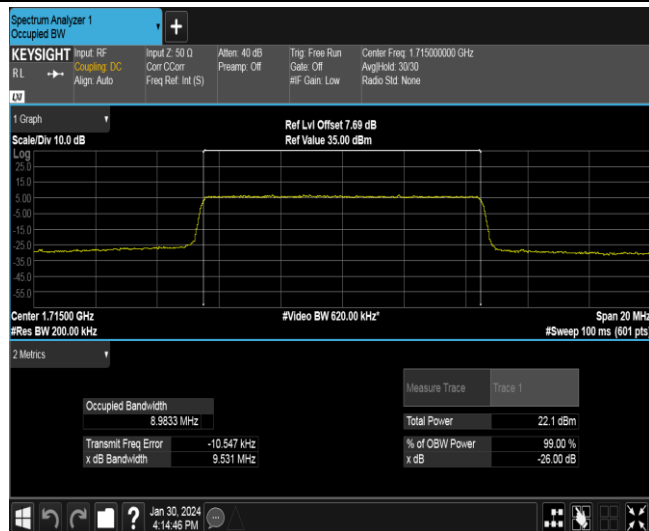 Spectrum Analyzer 1
Occupied BW
+
KEYSIGHT Input: RF Input Z: 50 Ω Atten: 40 dB Trig: Free Run Center Freq: 1.715000000 GHz
RL Coupling: DC Corr CCorr Preamp: Off Gate: Off Avg|Hold: 30/30
Align: Auto Freq Ref: Int (S) #IF Gain: Low Radio Std: None
LXI
1 Graph Ref Lvl Offset 7.69 dB
Scale/Div 10.0 dB Ref Value 35.00 dBm
Log
25.0
15.0
5.00
-5.00
-15.0
-25.0
-35.0
-45.0
-55.0
Center 1.71500 GHz #Video BW 620.00 kHz* Span 20 MHz
#Res BW 200.00 kHz #Sweep 100 ms (601 pts)
2 Metrics
Measure Trace Trace 1
Occupied Bandwidth
8.9833 MHz Total Power 22.1 dBm
Transmit Freq Error -10.547 kHz % of OBW Power 99.00 %
x dB Bandwidth 9.531 MHz x dB -26.00 dB
? Jan 30, 2024
4:14:46 PM